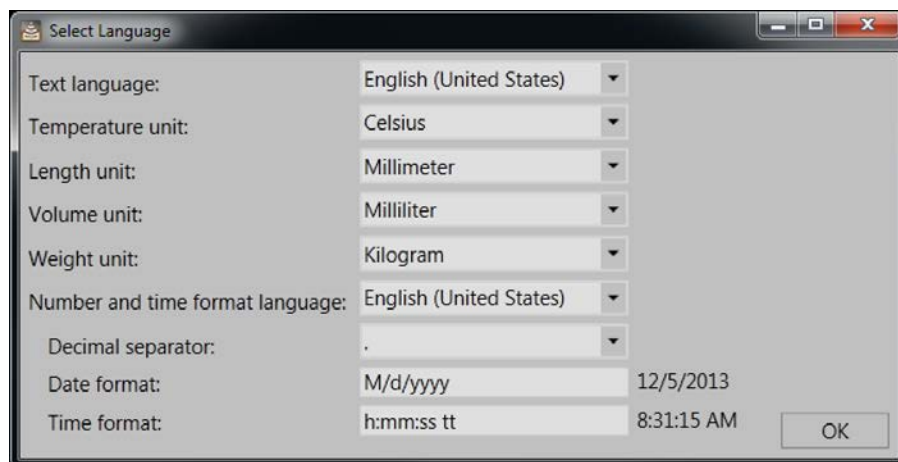 Select Language
Text language: English (United States)
Temperature unit: Celsius
Length unit: Millimeter
Volume unit: Milliliter
Weight unit: Kilogram
Number and time format language: English (United States)
Decimal separator: .
Date format: M/d/yyyy 12/5/2013
Time format: h:mm:ss tt 8:31:15 AM
OK